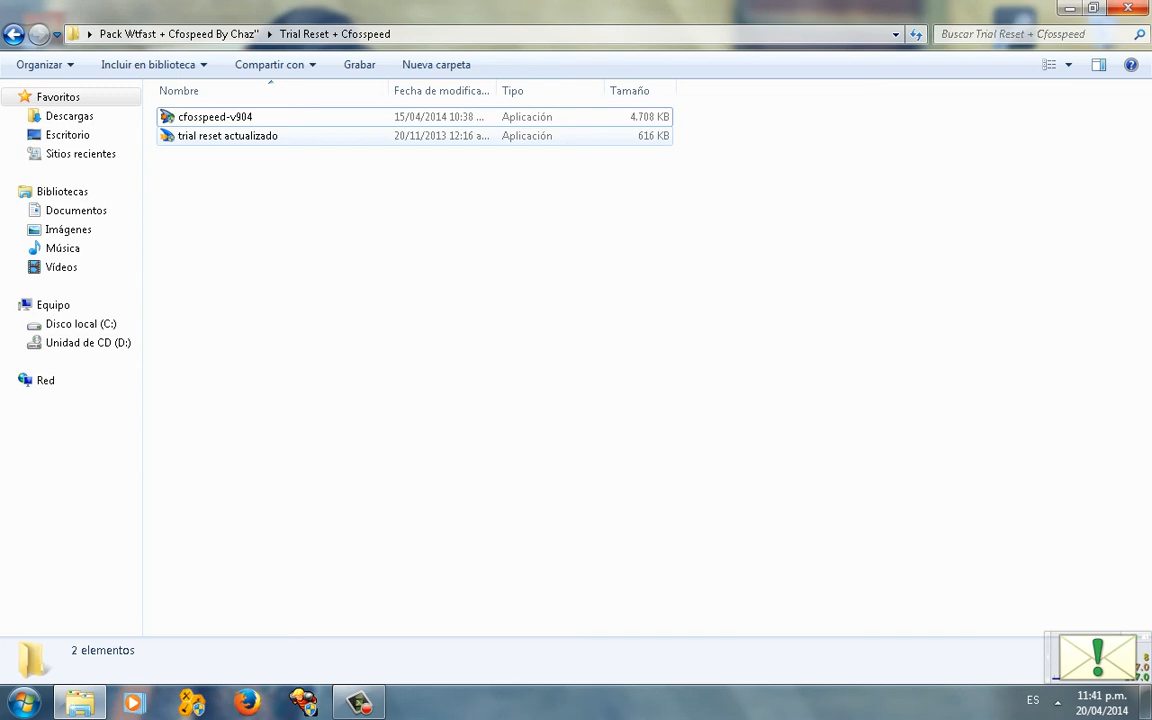 Pack Wtfast + Cfospeed By Chaz" Trial Reset + Cfosspeed Buscar Trial Reset + Cfosspeed
Organizar Incluir en biblioteca Compartir con Grabar Nueva carpeta
Nombre Fecha de modifica... Tipo Tamaño
cfosspeed-v904 15/04/2014 10:38 ... Aplicación 4.708 KB
trial reset actualizado 20/11/2013 12:16 a... Aplicación 616 KB
Favoritos
Descargas
Escritorio
Sitios recientes
Bibliotecas
Documentos
Imágenes
Música
Vídeos
Equipo
Disco local (C:)
Unidad de CD (D:)
Red
2 elementos
ES
11:41 p.m.
20/04/2014